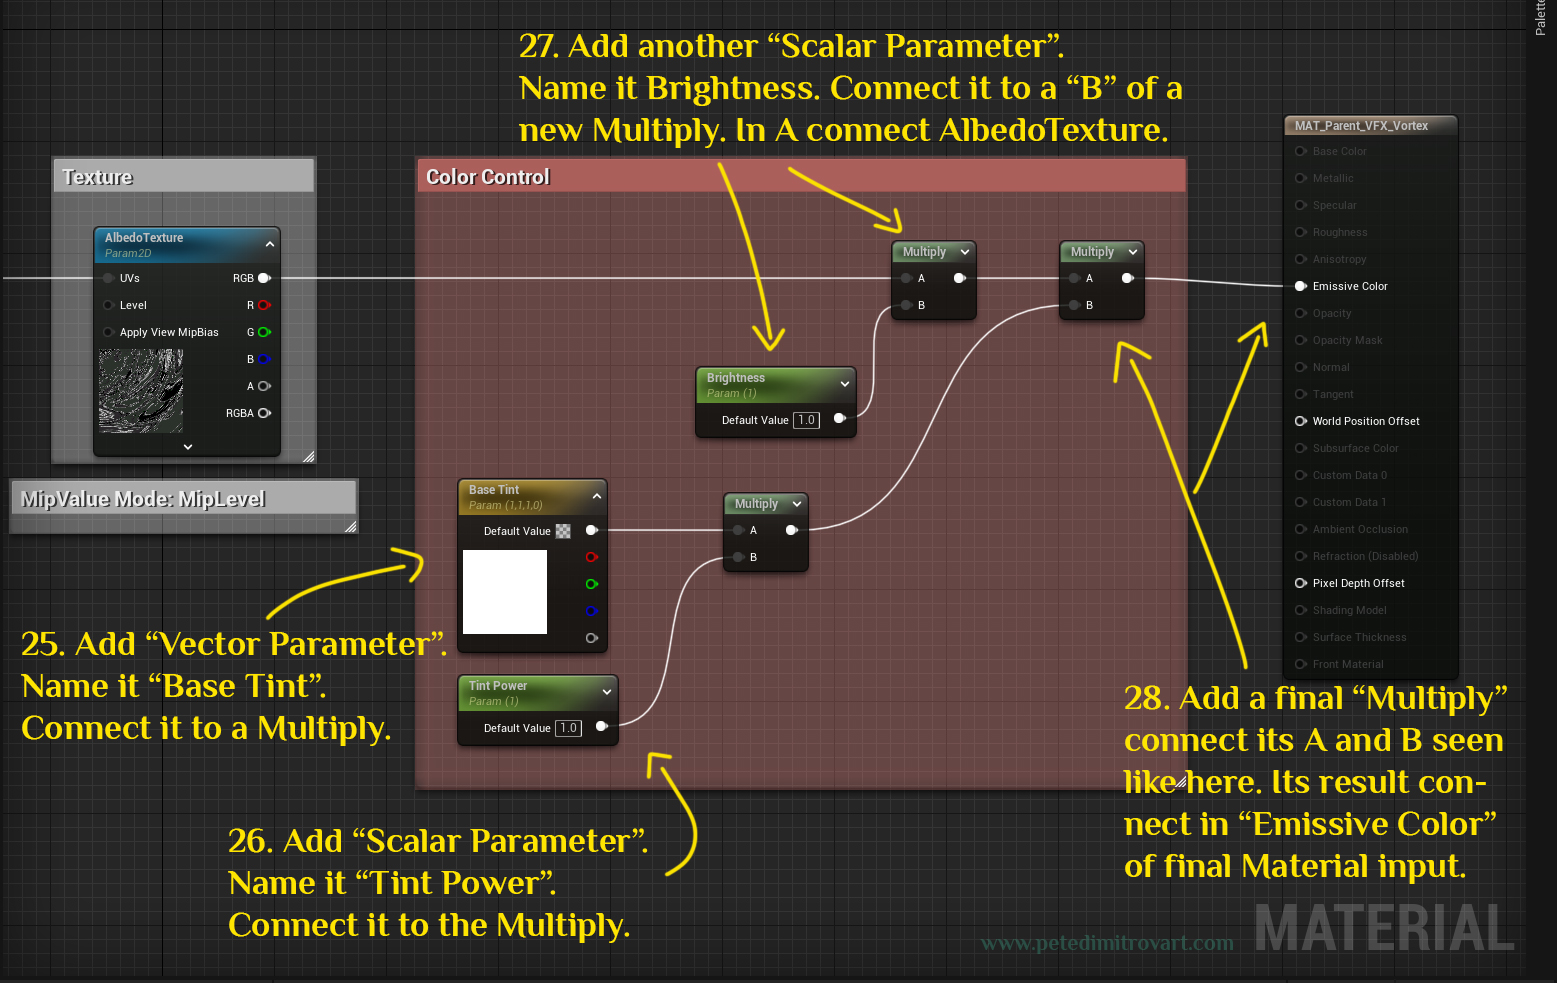 Palette
27. Add another “Scalar Parameter”.
Name it Brightness. Connect it to a “B” of a
new Multiply. In A connect AlbedoTexture.
Texture
AlbedoTexture
Param2D
UVs
RGB
Level
R
Apply View MipBias
G
B
A
RGBA
MipValue Mode: MipLevel
Color Control
Multiply
A
B
Multiply
A
B
Brightness
Param (1)
Default Value 1.0
Base Tint
Param (1,1,1,0)
Default Value
Multiply
A
B
Tint Power
Param (1)
Default Value 1.0
MAT_Parent_VFX_Vortex
Base Color
Metallic
Specular
Roughness
Anisotropy
Emissive Color
Opacity
Opacity Mask
Normal
Tangent
World Position Offset
Subsurface Color
Custom Data 0
Custom Data 1
Ambient Occlusion
Refraction (Disabled)
Pixel Depth Offset
Shading Model
Surface Thickness
Front Material
25. Add “Vector Parameter”.
Name it “Base Tint”.
Connect it to a Multiply.
26. Add “Scalar Parameter”.
Name it “Tint Power”.
Connect it to the Multiply.
28. Add a final “Multiply”
connect its A and B seen
like here. Its result con-
nect in “Emissive Color”
of final Material input.
www.petedimitrovart.com
MATERIAL